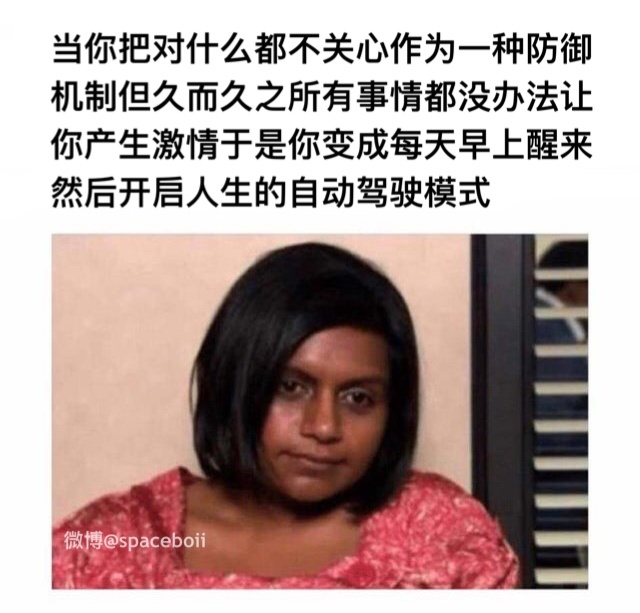 当你把对什么都不关心作为一种防御
机制但久而久之所有事情都没办法让
你产生激情于是你变成每天早上醒来
然后开启人生的自动驾驶模式
微博@spaceboii